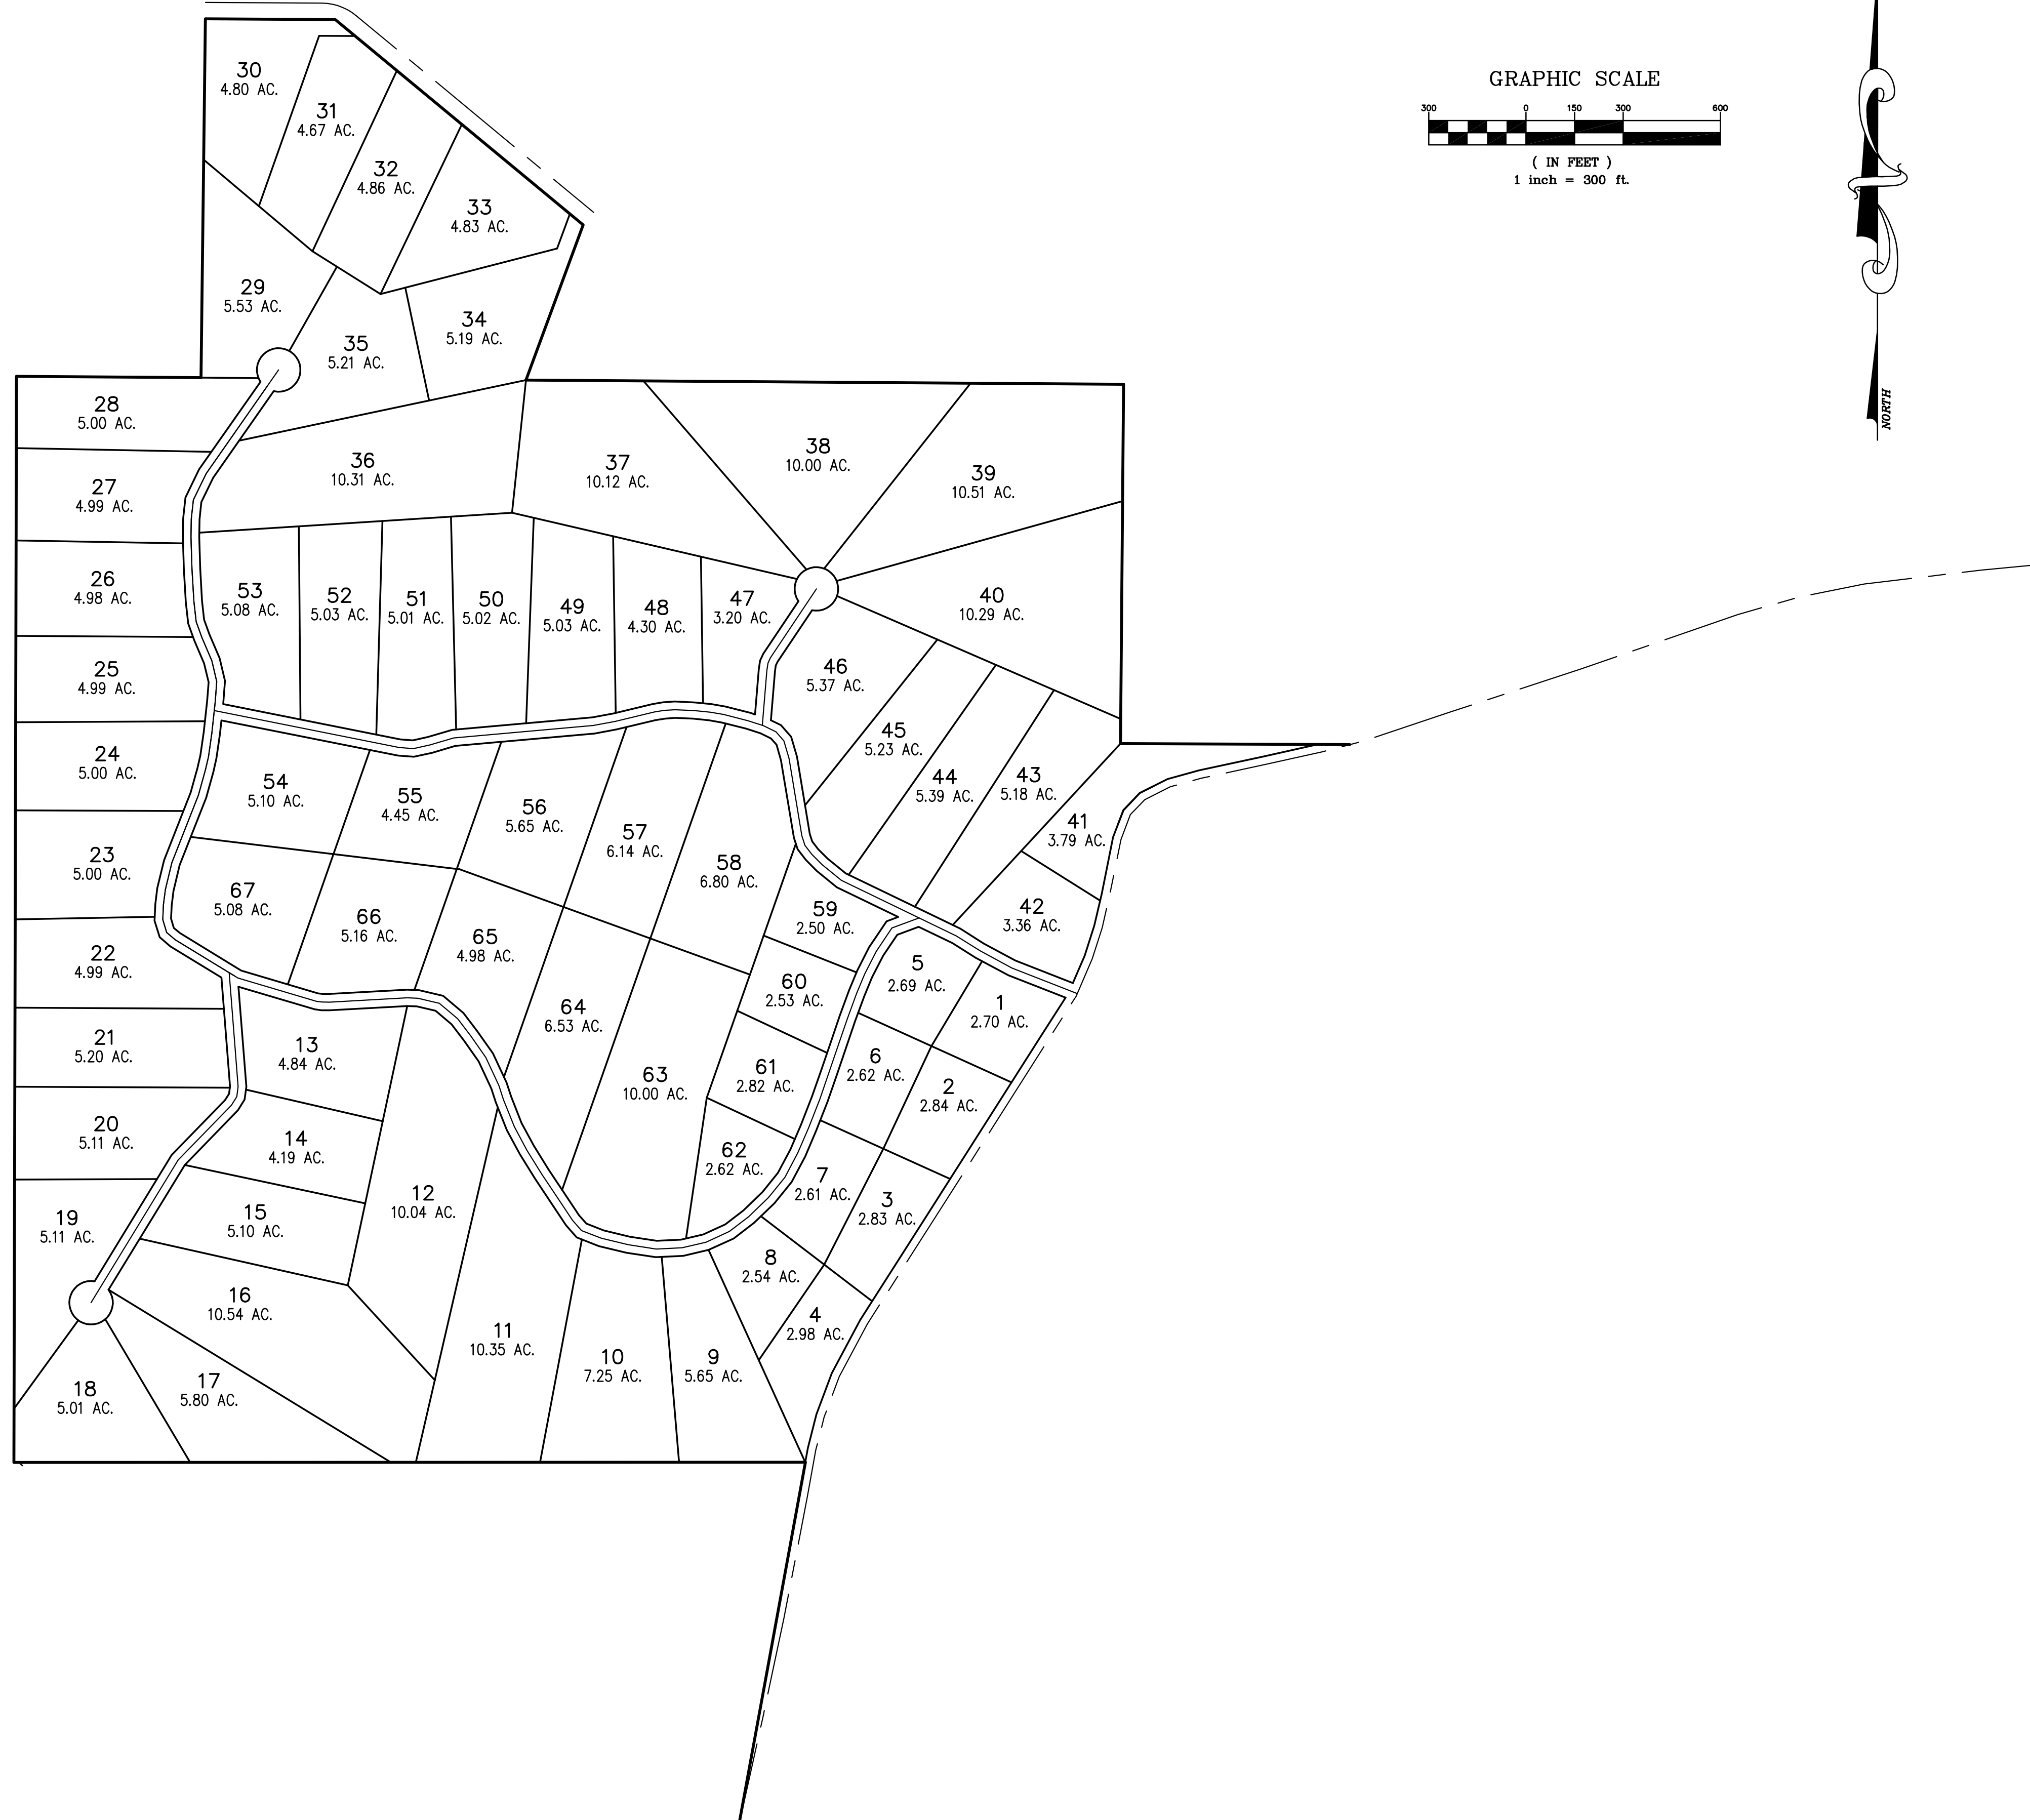 GRAPHIC SCALE
300 0 150 300 600
( IN FEET )
1 inch = 300 ft.
NORTH
30
4.80 AC.
31
4.67 AC.
32
4.86 AC.
33
4.83 AC.
29
5.53 AC.
34
5.19 AC.
35
5.21 AC.
28
5.00 AC.
27
4.99 AC.
36
10.31 AC.
37
10.12 AC.
38
10.00 AC.
39
10.51 AC.
26
4.98 AC.
53
5.08 AC.
52
5.03 AC.
51
5.01 AC.
50
5.02 AC.
49
5.03 AC.
48
4.30 AC.
47
3.20 AC.
40
10.29 AC.
25
4.99 AC.
46
5.37 AC.
45
5.23 AC.
44
5.39 AC.
43
5.18 AC.
41
3.79 AC.
42
3.36 AC.
24
5.00 AC.
54
5.10 AC.
55
4.45 AC.
56
5.65 AC.
57
6.14 AC.
58
6.80 AC.
23
5.00 AC.
67
5.08 AC.
66
5.16 AC.
65
4.98 AC.
59
2.50 AC.
22
4.99 AC.
64
6.53 AC.
60
2.53 AC.
5
2.69 AC.
1
2.70 AC.
21
5.20 AC.
13
4.84 AC.
63
10.00 AC.
61
2.82 AC.
6
2.62 AC.
2
2.84 AC.
20
5.11 AC.
14
4.19 AC.
62
2.62 AC.
7
2.61 AC.
3
2.83 AC.
19
5.11 AC.
15
5.10 AC.
12
10.04 AC.
8
2.54 AC.
4
2.98 AC.
16
10.54 AC.
11
10.35 AC.
10
7.25 AC.
9
5.65 AC.
18
5.01 AC.
17
5.80 AC.